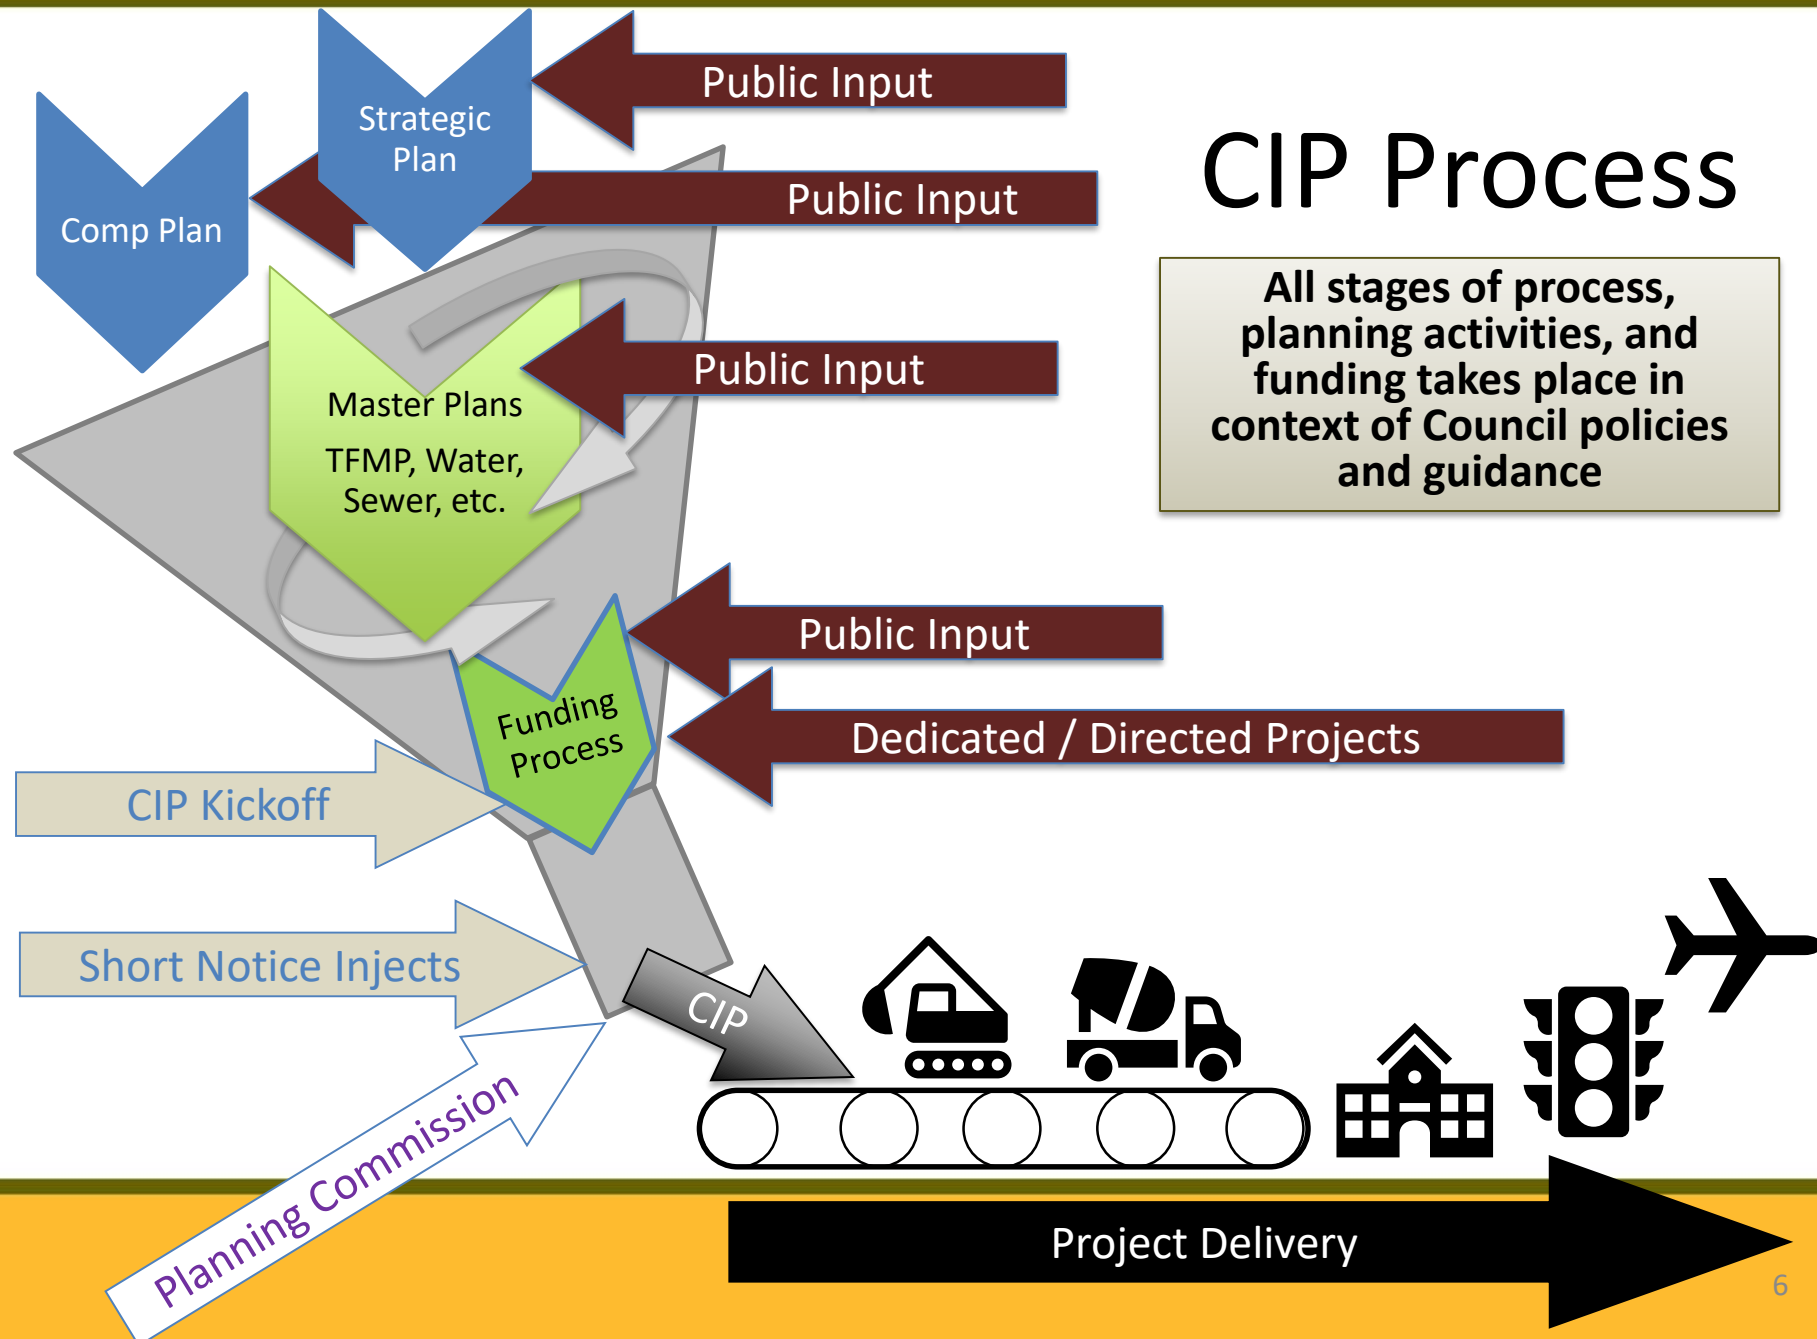 Public Input
Strategic
Plan
CIP Process
Public Input
Comp Plan
All stages of process,
planning activities, and
funding takes place in
context of Council policies
and guidance
Public Input
Master Plans
TFMP, Water,
Sewer, etc.
Public Input
Funding
Process
Dedicated / Directed Projects
CIP Kickoff
Short Notice Injects
CIP
Planning Commission
Project Delivery
6